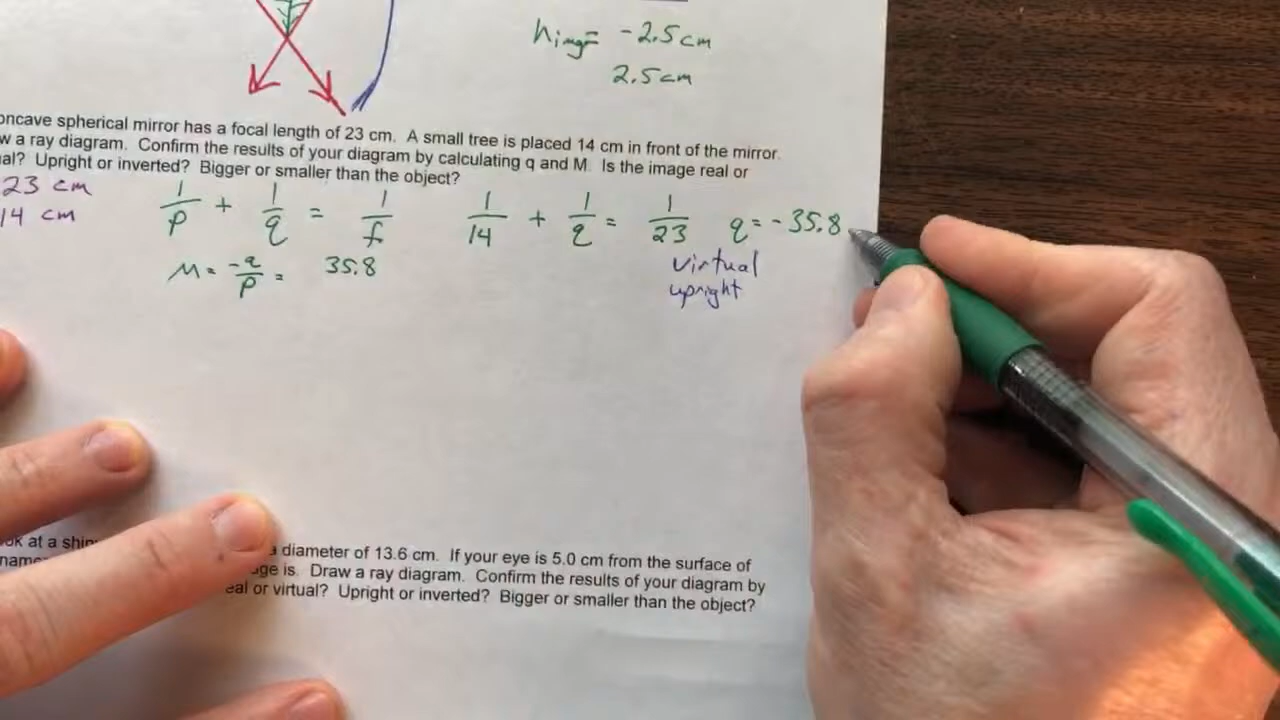 himg= -2.5cm
2.5cm
oncave spherical mirror has a focal length of 23 cm. A small tree is placed 14 cm in front of the mirror.
w a ray diagram. Confirm the results of your diagram by calculating q and M. Is the image real or
al? Upright or inverted? Bigger or smaller than the object?
23 cm
14 cm
1/p + 1/q = 1/f
1/14 + 1/q = 1/23 q=-35.8
M = -q/p = 35.8
virtual
upright
ok at a shin
a diameter of 13.6 cm. If your eye is 5.0 cm from the surface of
name
ge is. Draw a ray diagram. Confirm the results of your diagram by
eal or virtual? Upright or inverted? Bigger or smaller than the object?